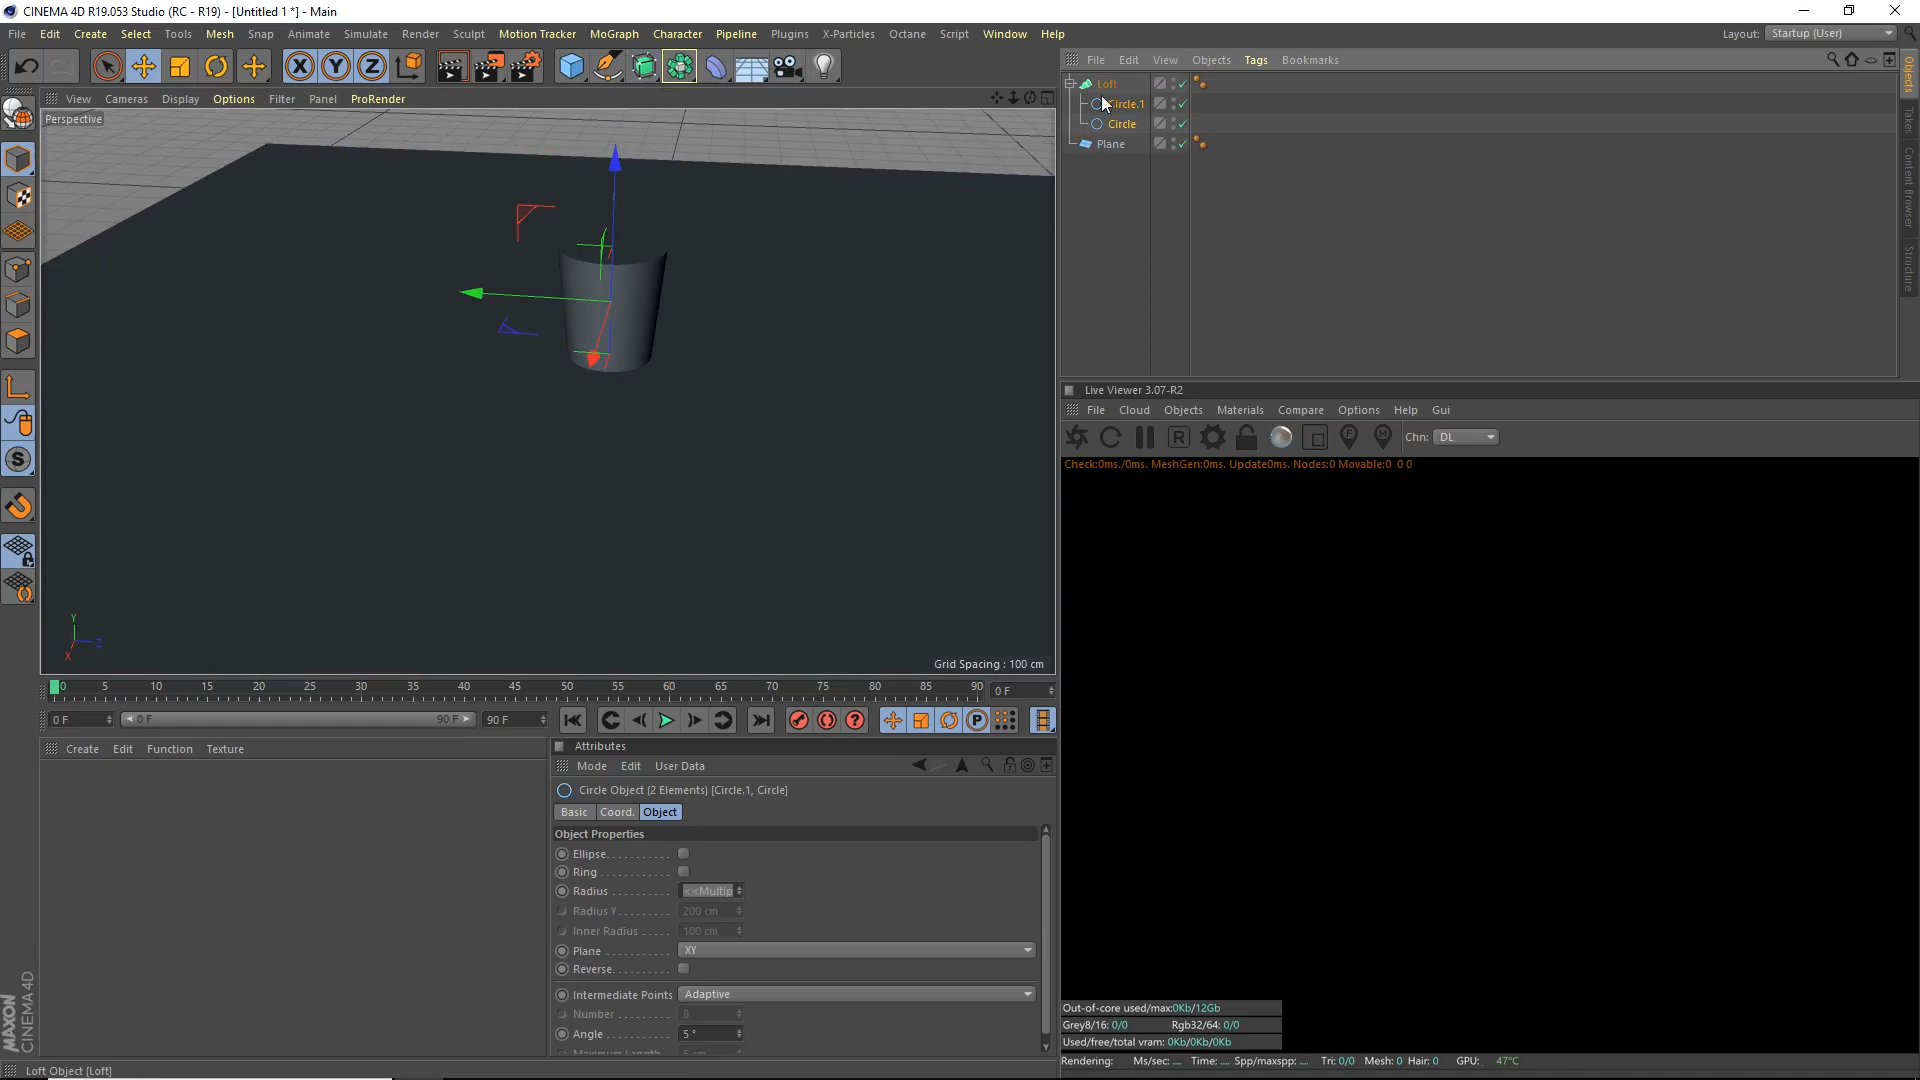 CINEMA 4D R19.053 Studio (RC - R19) - [Untitled 1 *] - Main
File Edit Create Select Tools Mesh Snap Animate Simulate Render Sculpt Motion Tracker MoGraph Character Pipeline Plugins X-Particles Octane Script Window Help
Layout: Startup (User)
X Y Z
File Edit View Objects Tags Bookmarks
View Cameras Display Options Filter Panel ProRender
Perspective
Loft
Circle.1
Circle
Plane
Objects
Takes
Content Browser
Structure
S
Y
Z
X
Grid Spacing : 100 cm
Live Viewer 3.07-R2
File Cloud Objects Materials Compare Options Help Gui
R F M Chn: DL
Check:0ms./0ms. MeshGen:0ms. Update0ms. Nodes:0 Movable:0 0 0
0 5 10 15 20 25 30 35 40 45 50 55 60 65 70 75 80 85 90 0 F
0 F 0 F 90 F 90 F ? P
Create Edit Function Texture
Attributes
Mode Edit User Data
Circle Object (2 Elements) [Circle.1, Circle]
Basic Coord. Object
Object Properties
Ellipse. . . . . . . . . . .
Ring . . . . . . . . . . . .
Radius . . . . . . . . . . <<Multip
Radius Y. . . . . . . . . 200 cm
Inner Radius . . . . . 100 cm
Plane . . . . . . . . . . . XY
Reverse. . . . . . . . . .
Intermediate Points Adaptive
Number . . . . . . . . . 8
Angle . . . . . . . . . . . 5 °
Maximum Length 5 cm
MAXON
CINEMA 4D
Out-of-core used/max:0Kb/12Gb
Grey8/16: 0/0 Rgb32/64: 0/0
Used/free/total vram: 0Kb/0Kb/0Kb
Rendering: Ms/sec: .... Time: .... Spp/maxspp: .... Tri: 0/0 Mesh: 0 Hair: 0 GPU: 47°C
Loft Object [Loft]